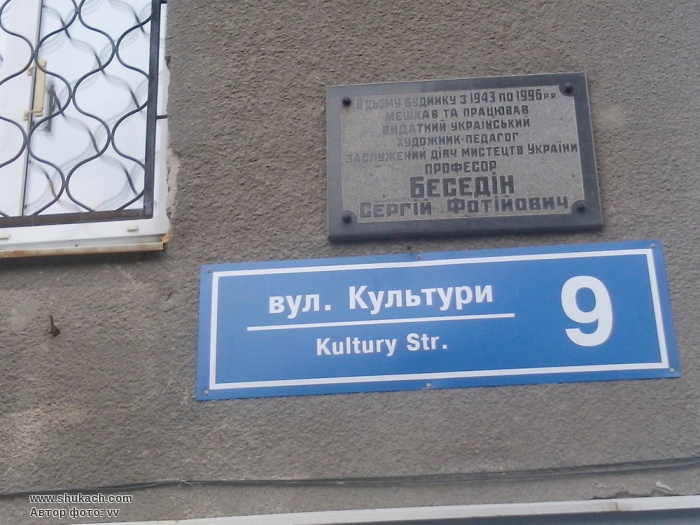 В цьому будинку з 1943 по 1996 р.р.
мешкав та працював
видатний український
художник-педагог
заслужений діяч мистецтв України
професор
БЕСЕДІН
Сергій Фотійович
вул. Культури
Kultury Str.
9
www.shukach.com
Автор фото: vv